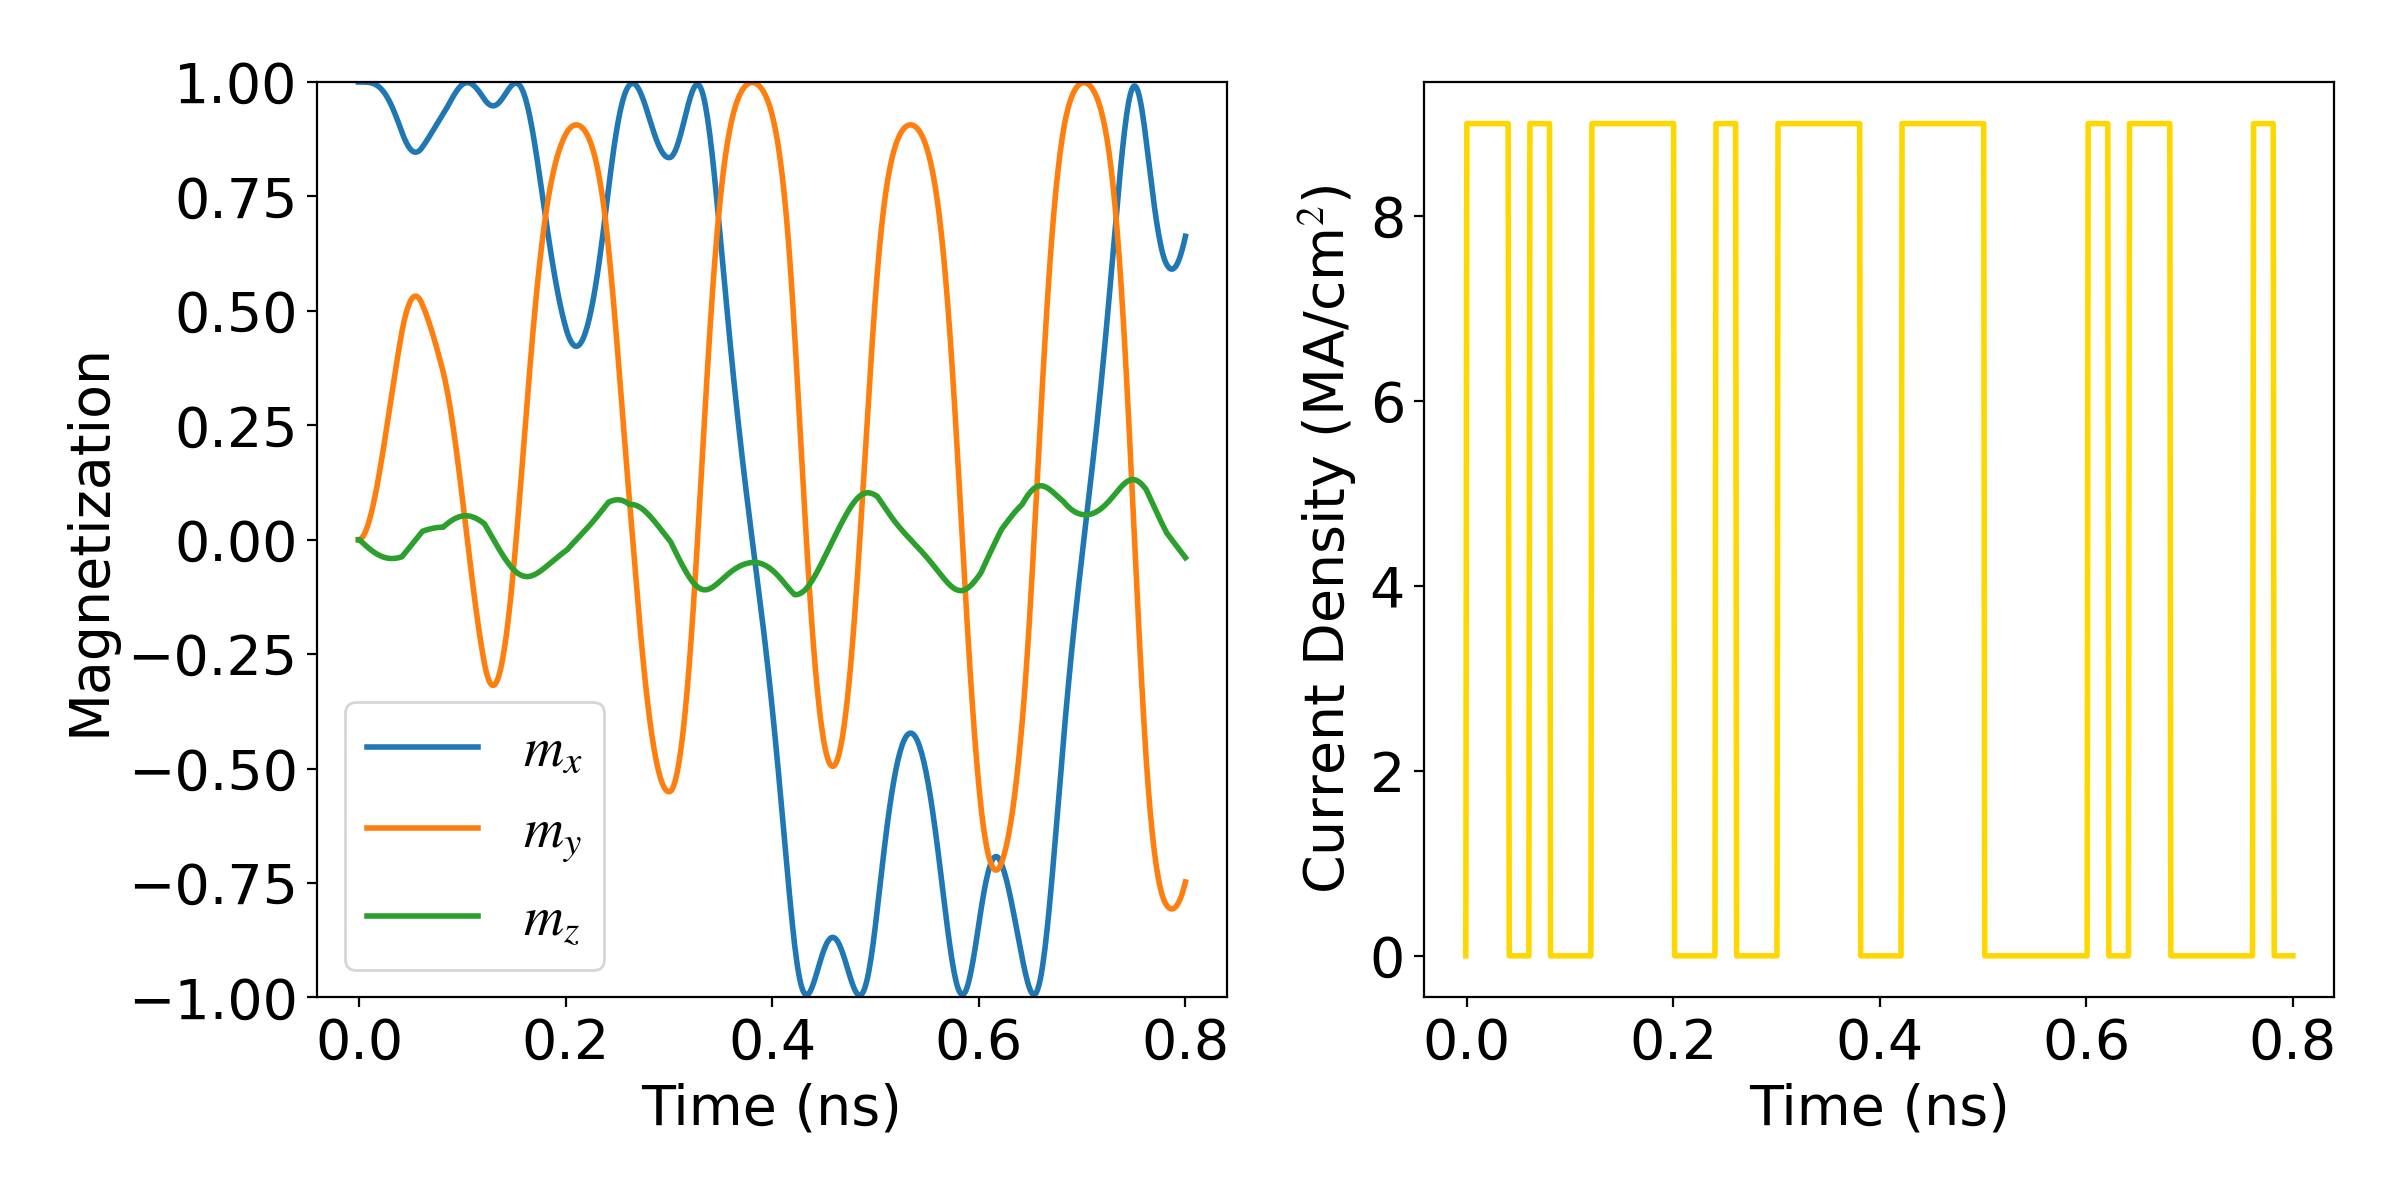 Magnetization
1.00
0.75
0.50
0.25
0.00
−0.25
−0.50
−0.75
−1.00
m_x
m_y
m_z
0.0 0.2 0.4 0.6 0.8
Time (ns)
Current Density (MA/cm²)
8
6
4
2
0
0.0 0.2 0.4 0.6 0.8
Time (ns)